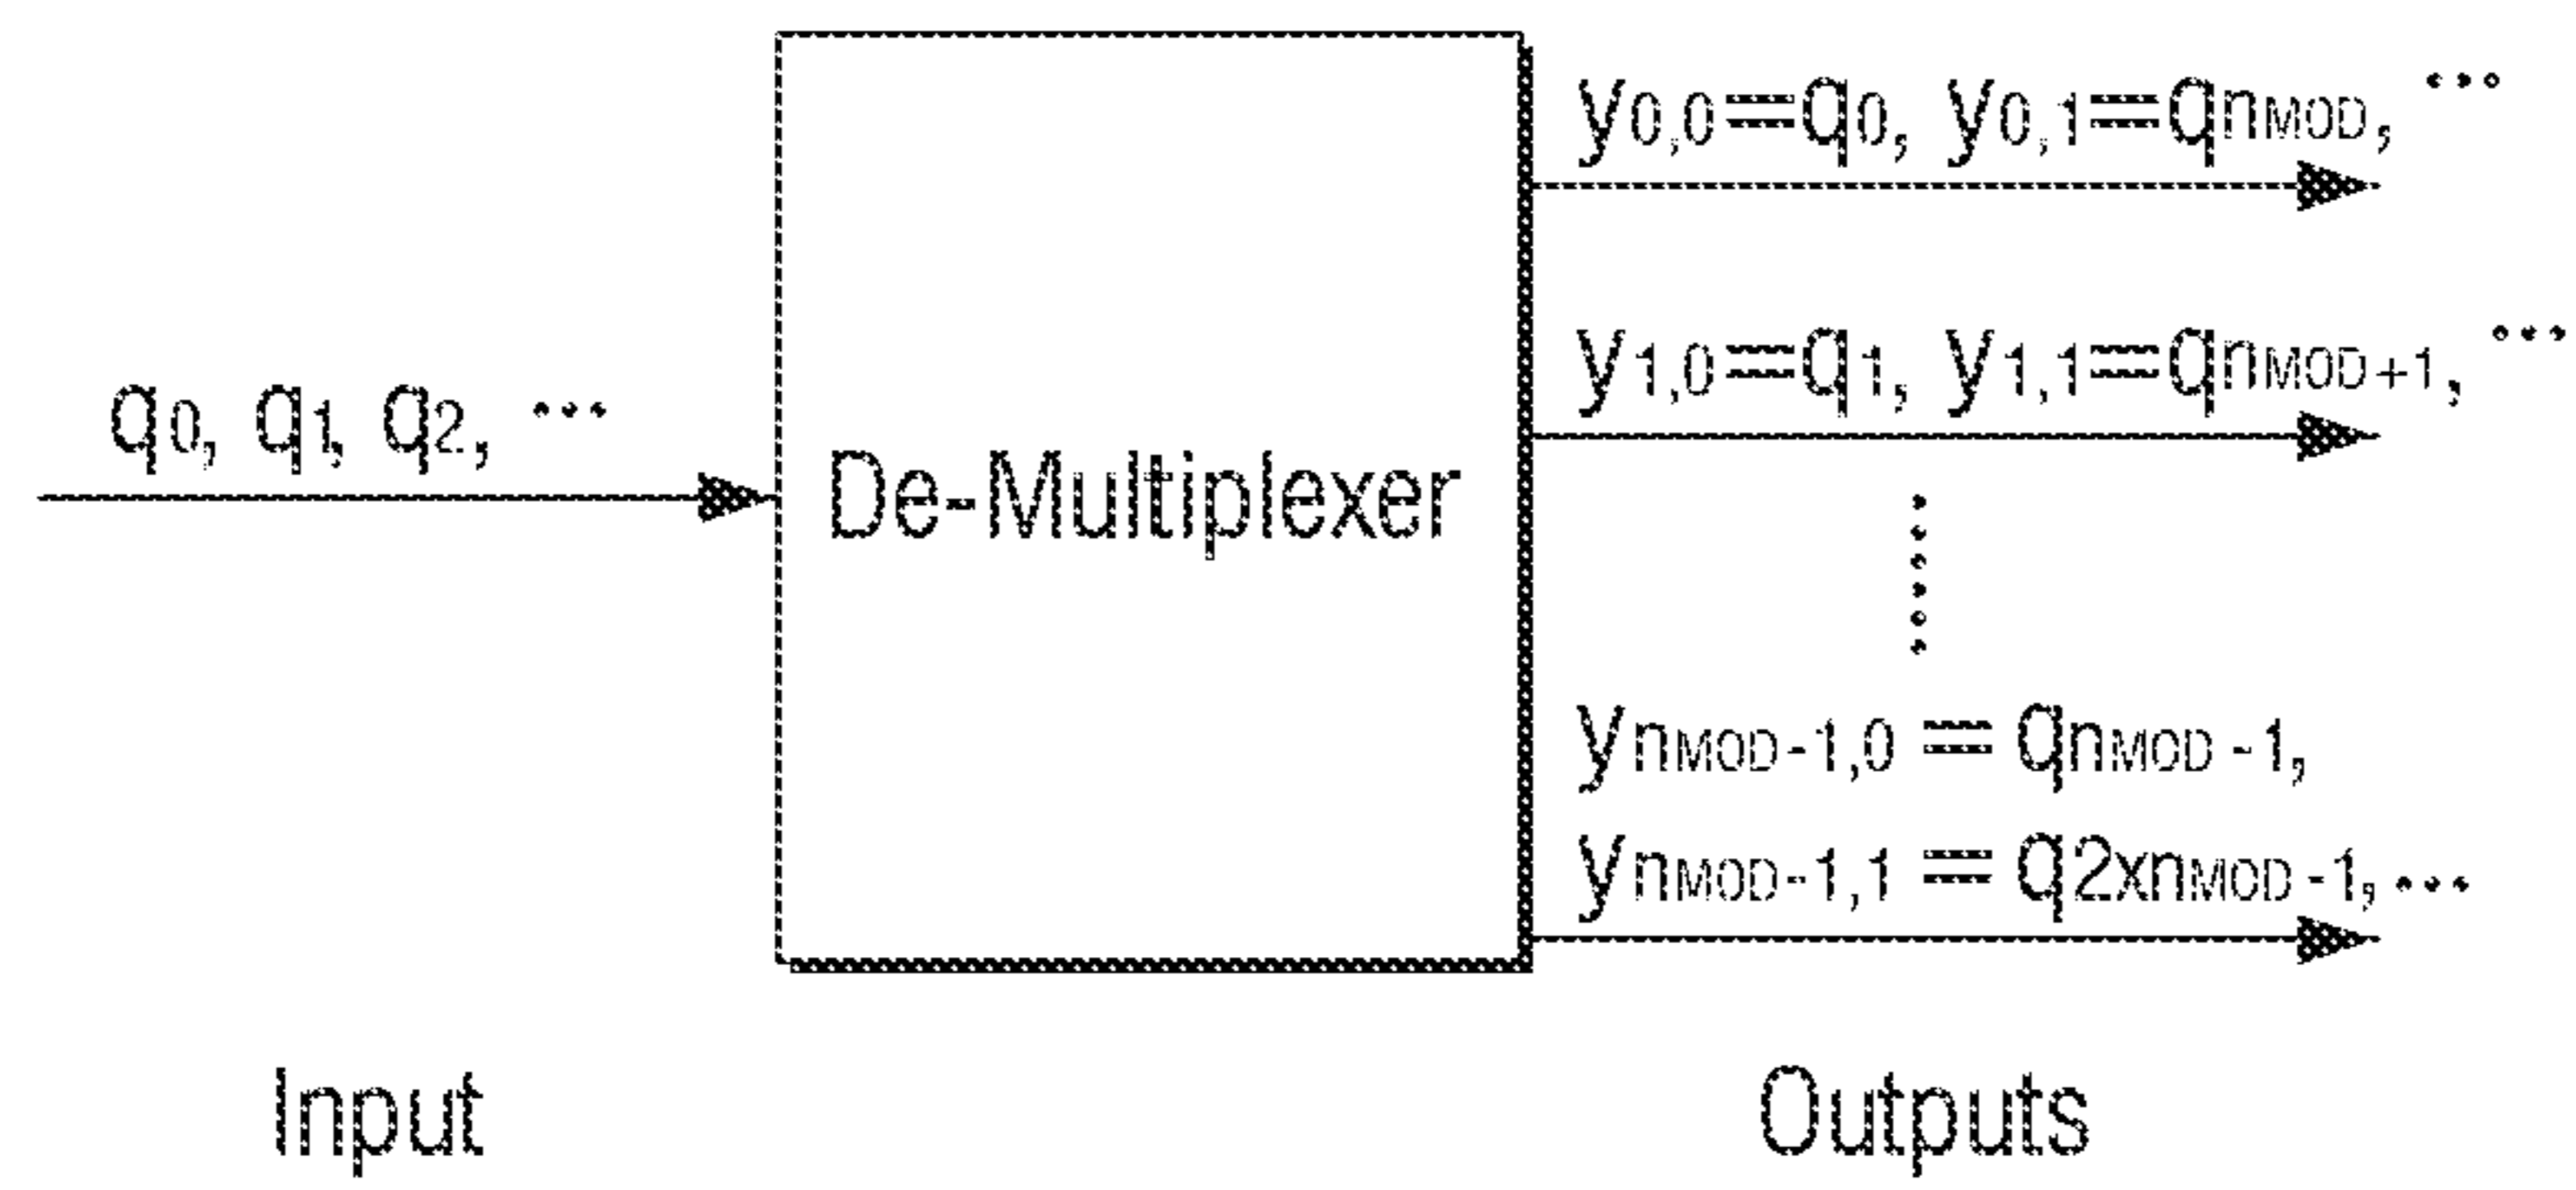 y0,0=q0, y0,1=qnMOD, ...
y1,0=q1, y1,1=qnMOD+1, ...
q0, q1, q2, ...
De-Multiplexer
ynMOD-1,0 = qnMOD-1,
ynMOD-1,1 = q2xnMOD-1, ...
Input
Outputs